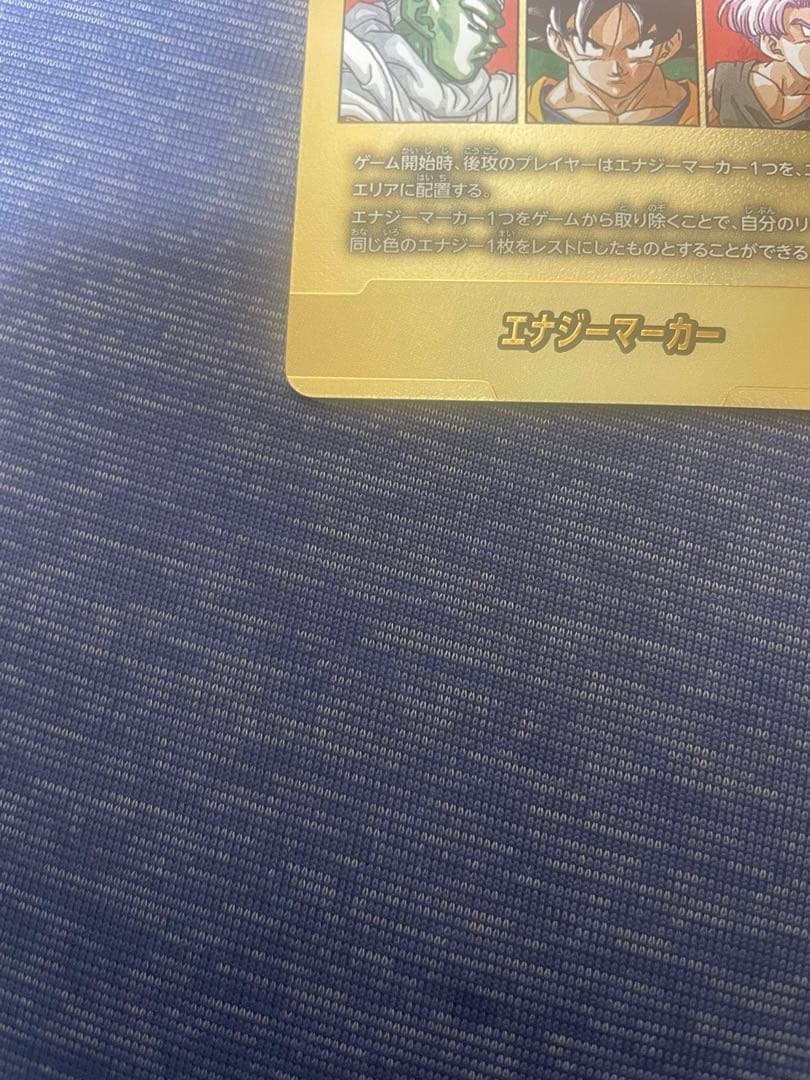 ゲーム開始時、後攻のプレイヤーはエナジーマーカー1つを、エ
エリアに配置する。
エナジーマーカー1つをゲームから取り除くことで、自分のリ
同じ色のエナジー1枚をレストにしたものとすることができる
エナジーマーカー